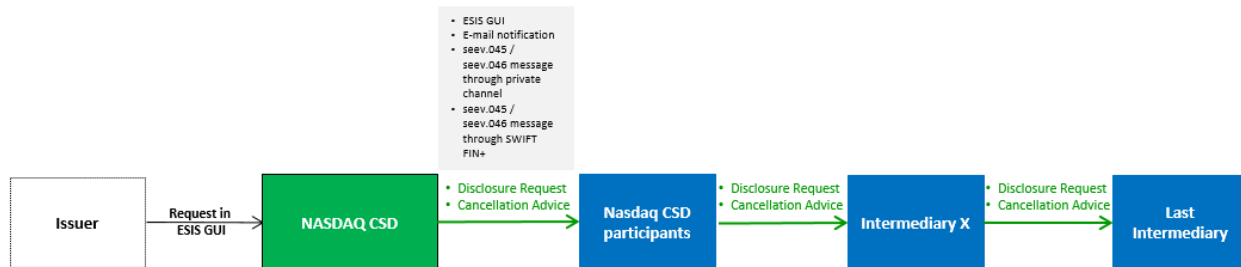 • ESIS GUI
• E-mail notification
• seev.045 /
seev.046 message
through private
channel
• seev.045 /
seev.046 message
through SWIFT
FIN+
Issuer
Request in
ESIS GUI
NASDAQ CSD
• Disclosure Request
• Cancellation Advice
Nasdaq CSD
participants
• Disclosure Request
• Cancellation Advice
Intermediary X
• Disclosure Request
• Cancellation Advice
Last
Intermediary